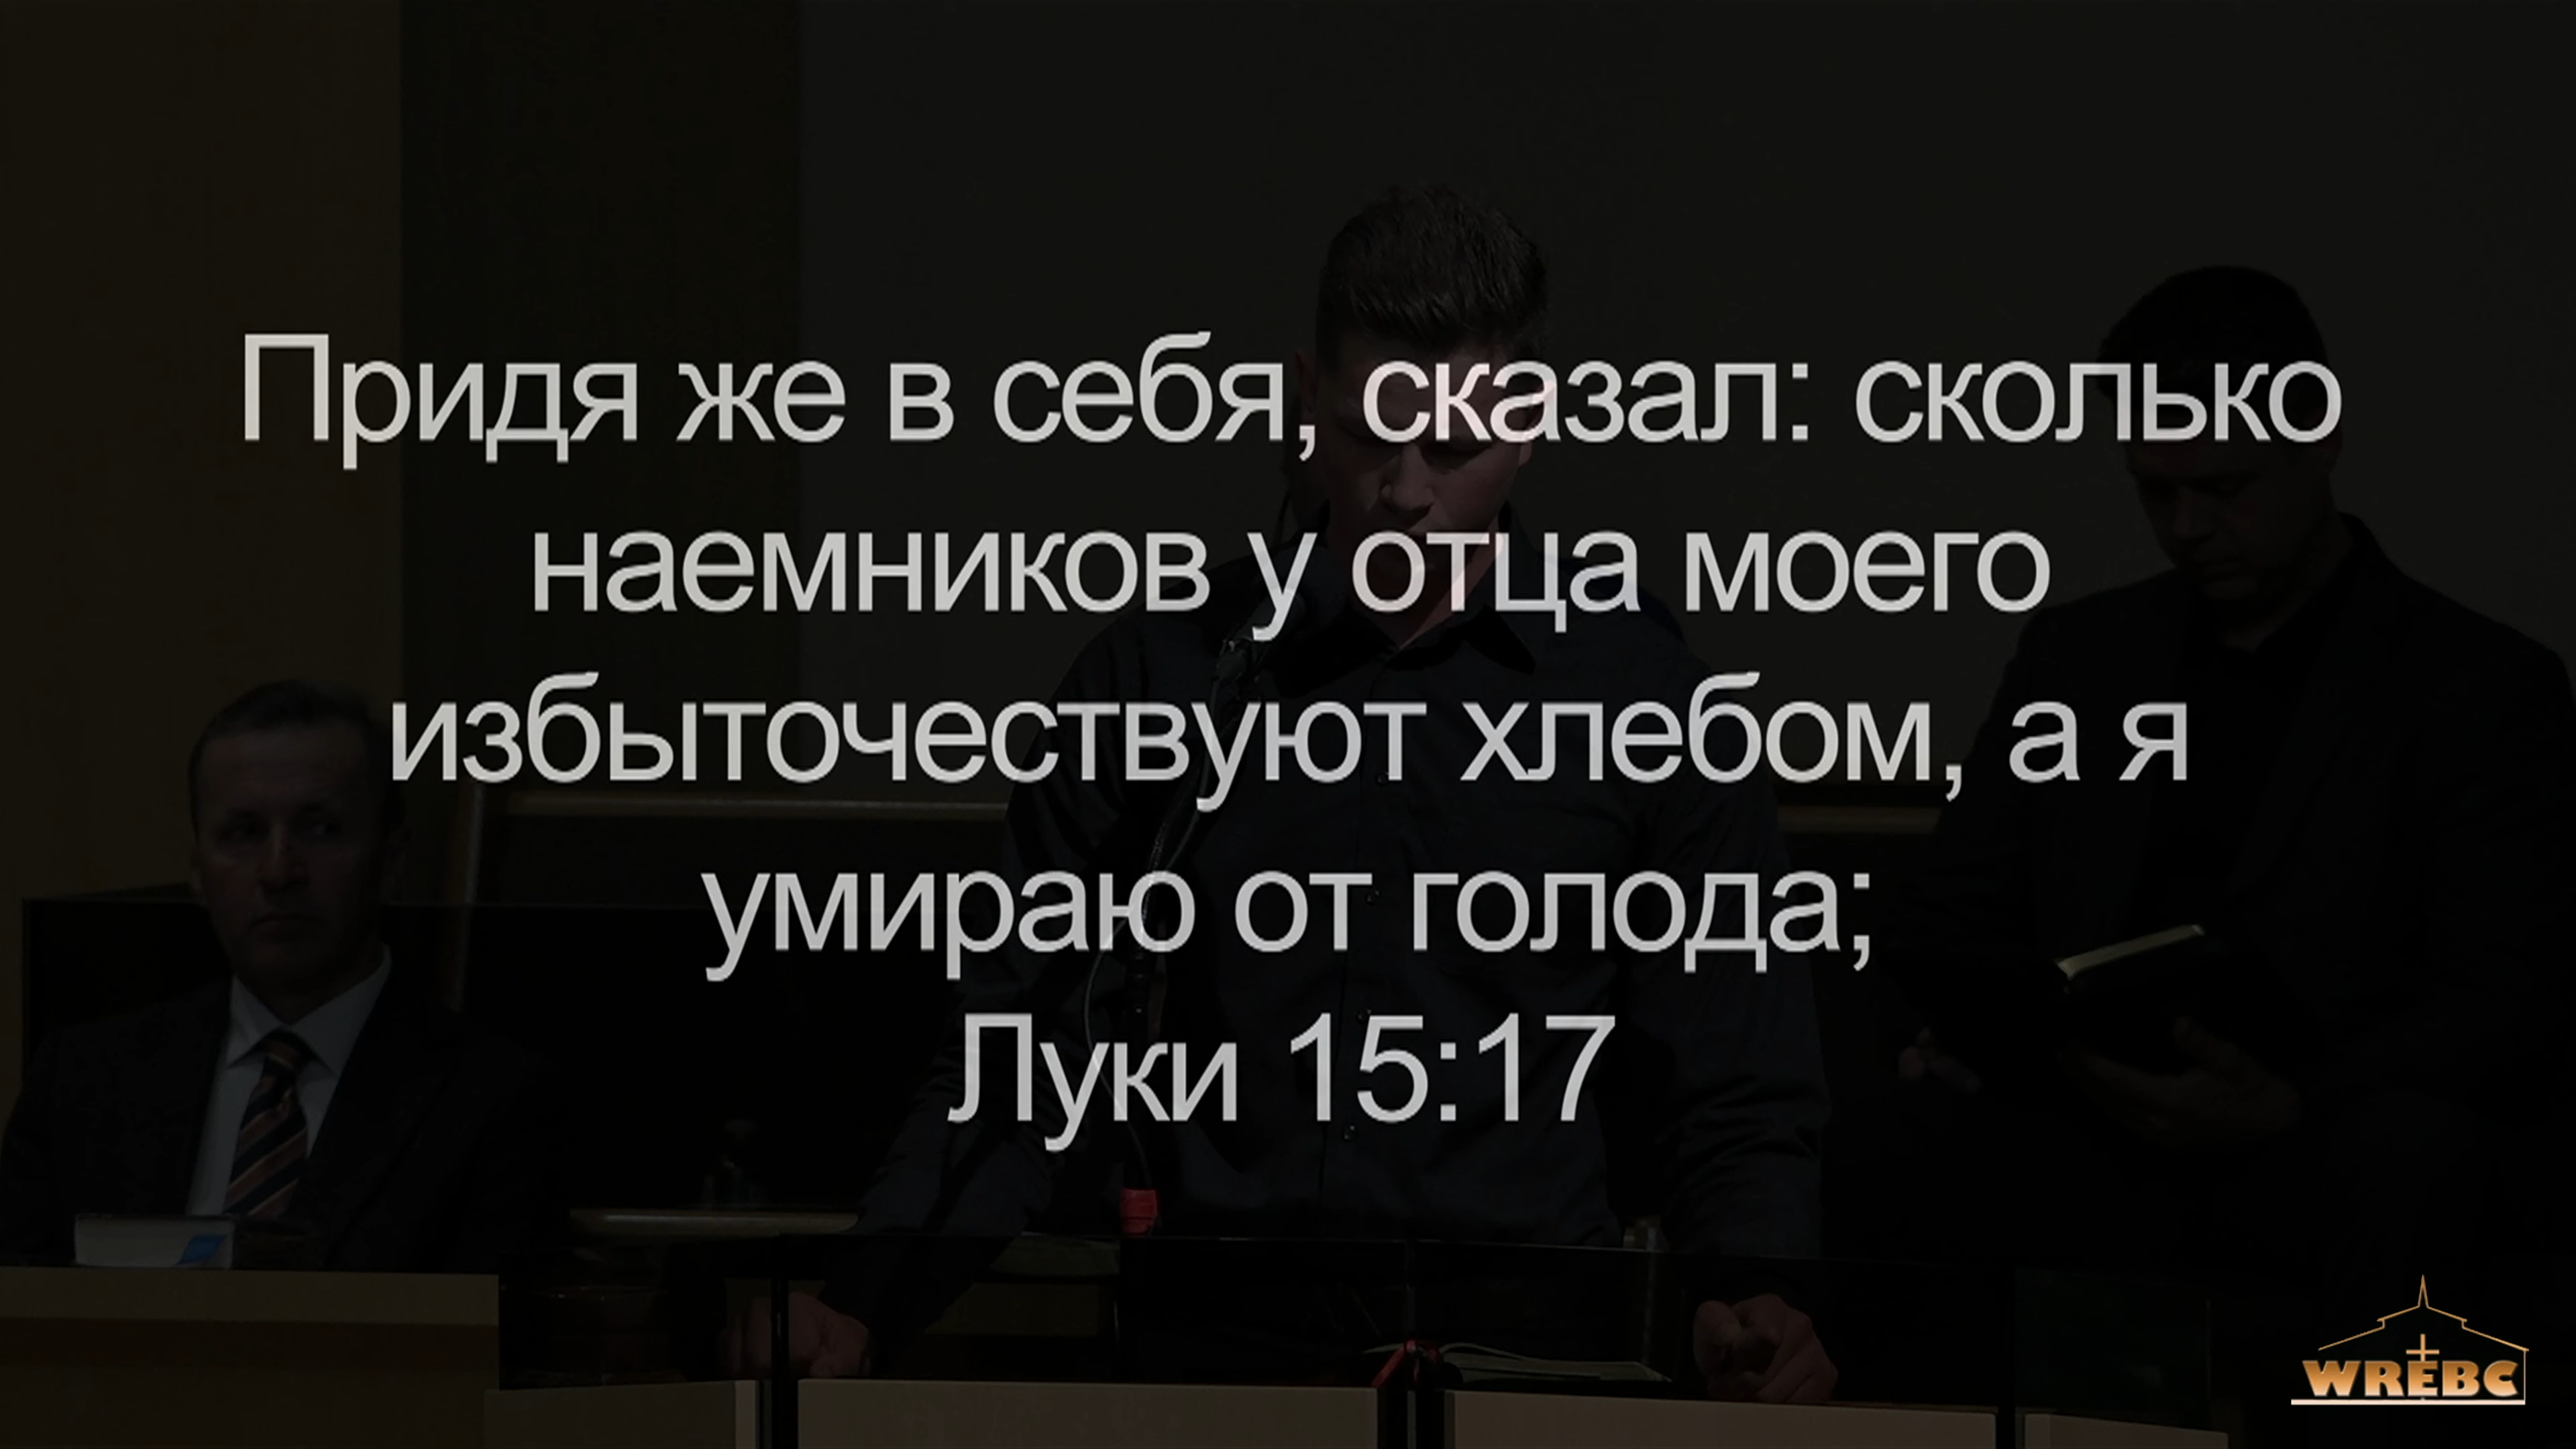 Придя же в себя, сказал: сколько
наемников у отца моего
избыточествуют хлебом, а я
умираю от голода;
Луки 15:17
WREBC